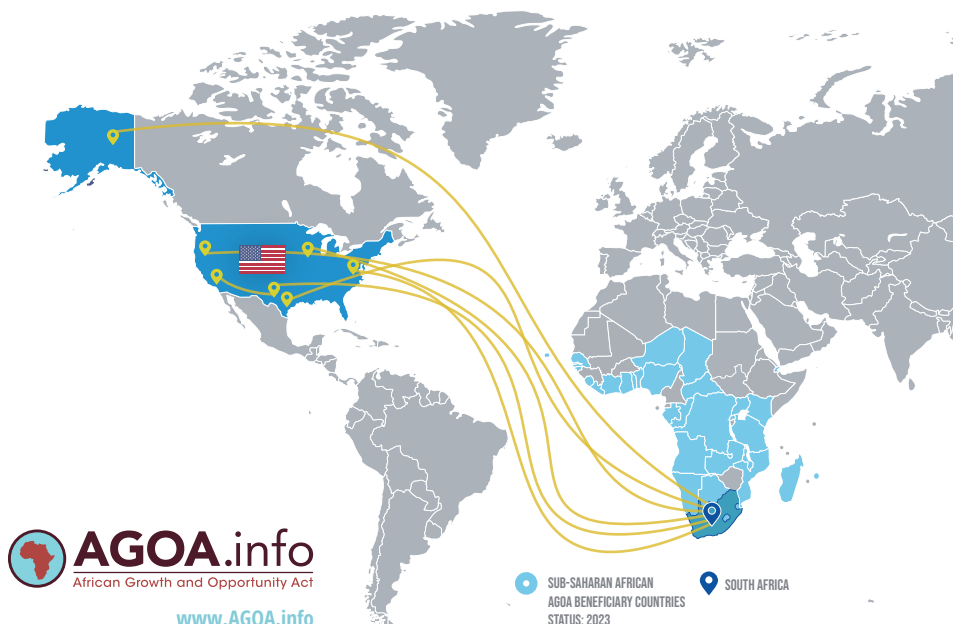 AGOA.info
African Growth and Opportunity Act
www.AGOA.info
SUB-SAHARAN AFRICAN
AGOA BENEFICIARY COUNTRIES
STATUS: 2023
SOUTH AFRICA